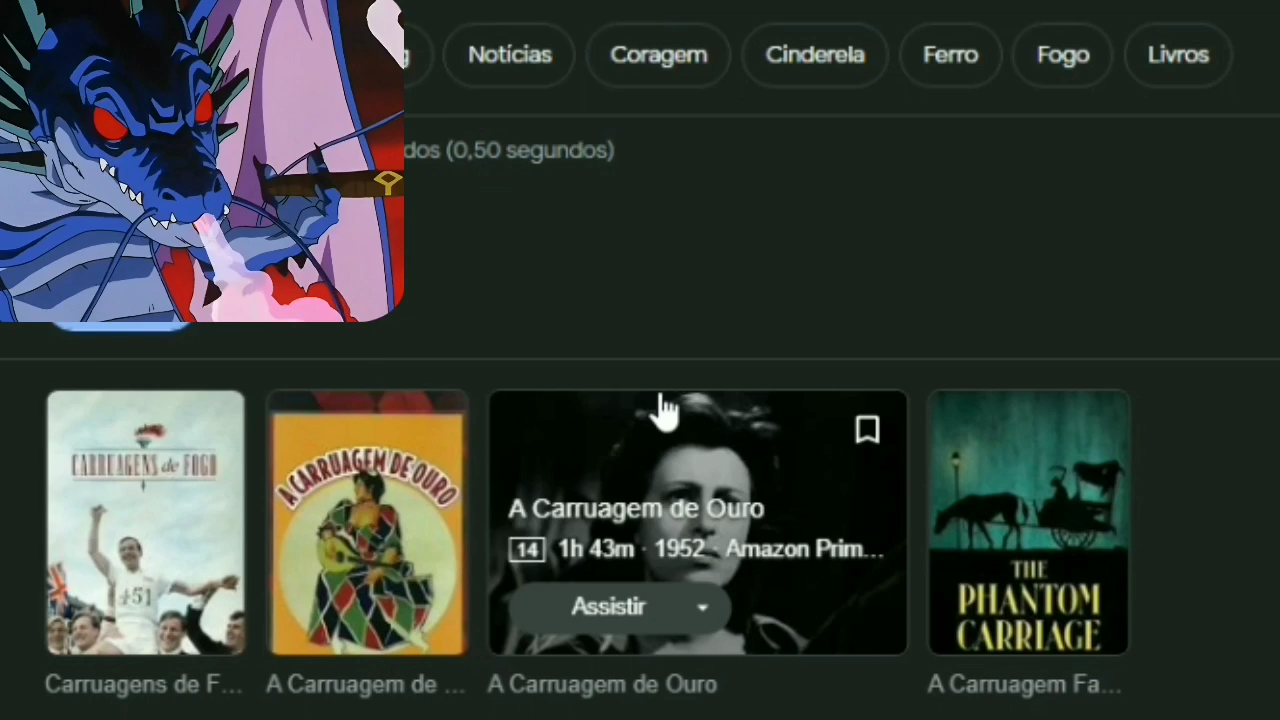 g Notícias Coragem Cinderela Ferro Fogo Livros
dos (0,50 segundos)
CARRUAGENS de FOGO
451
A CARRUAGEM DE OURO
A Carruagem de Ouro
14 1h 43m · 1952 · Amazon Prim...
Assistir
THE
PHANTOM
CARRIAGE
Carruagens de F... A Carruagem de ... A Carruagem de Ouro A Carruagem Fa...